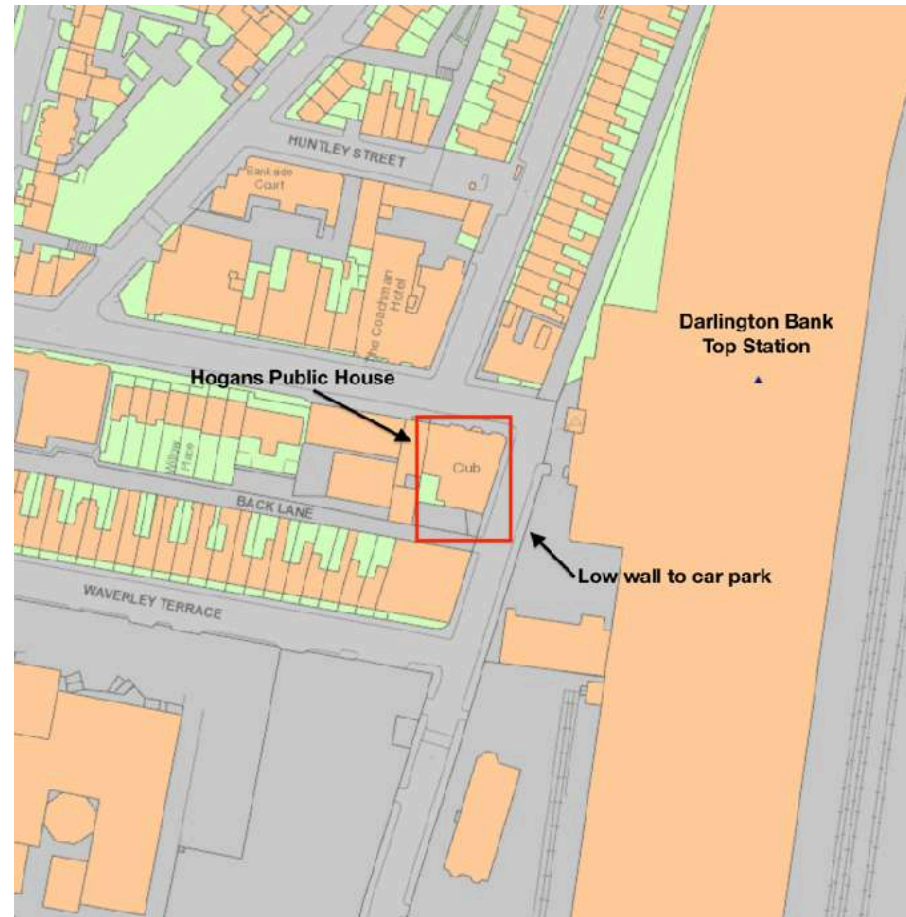 HUNTLEY STREET
Bankside
Court
The Coachman
Hotel
Darlington Bank
Top Station
Hogans Public House
Club
Willow
Place
BACK LANE
Low wall to car park
WAVERLEY TERRACE